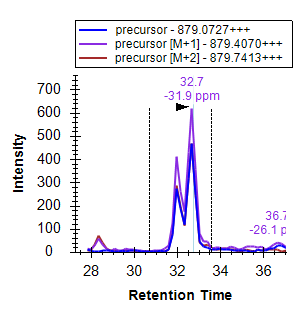 precursor - 879.0727+++
precursor [M+1] - 879.4070+++
precursor [M+2] - 879.7413+++
32.7
-31.9 ppm
700
600
500
400
300
200
100
0
Intensity
36.7
-26.1 p
28
30
32
34
36
Retention Time